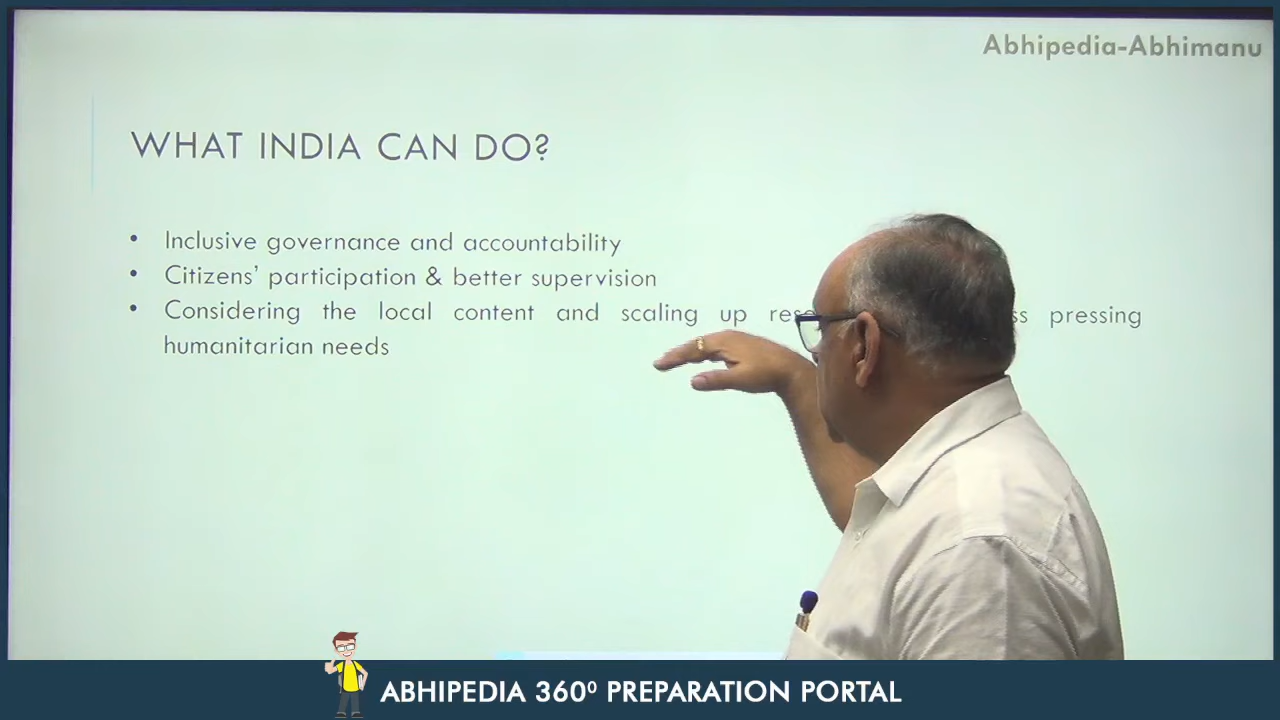 Abhipedia-Abhimanu
WHAT INDIA CAN DO?
• Inclusive governance and accountability
• Citizens' participation & better supervision
• Considering the local content and scaling up pressing
humanitarian needs
ABHIPEDIA 360⁰ PREPARATION PORTAL